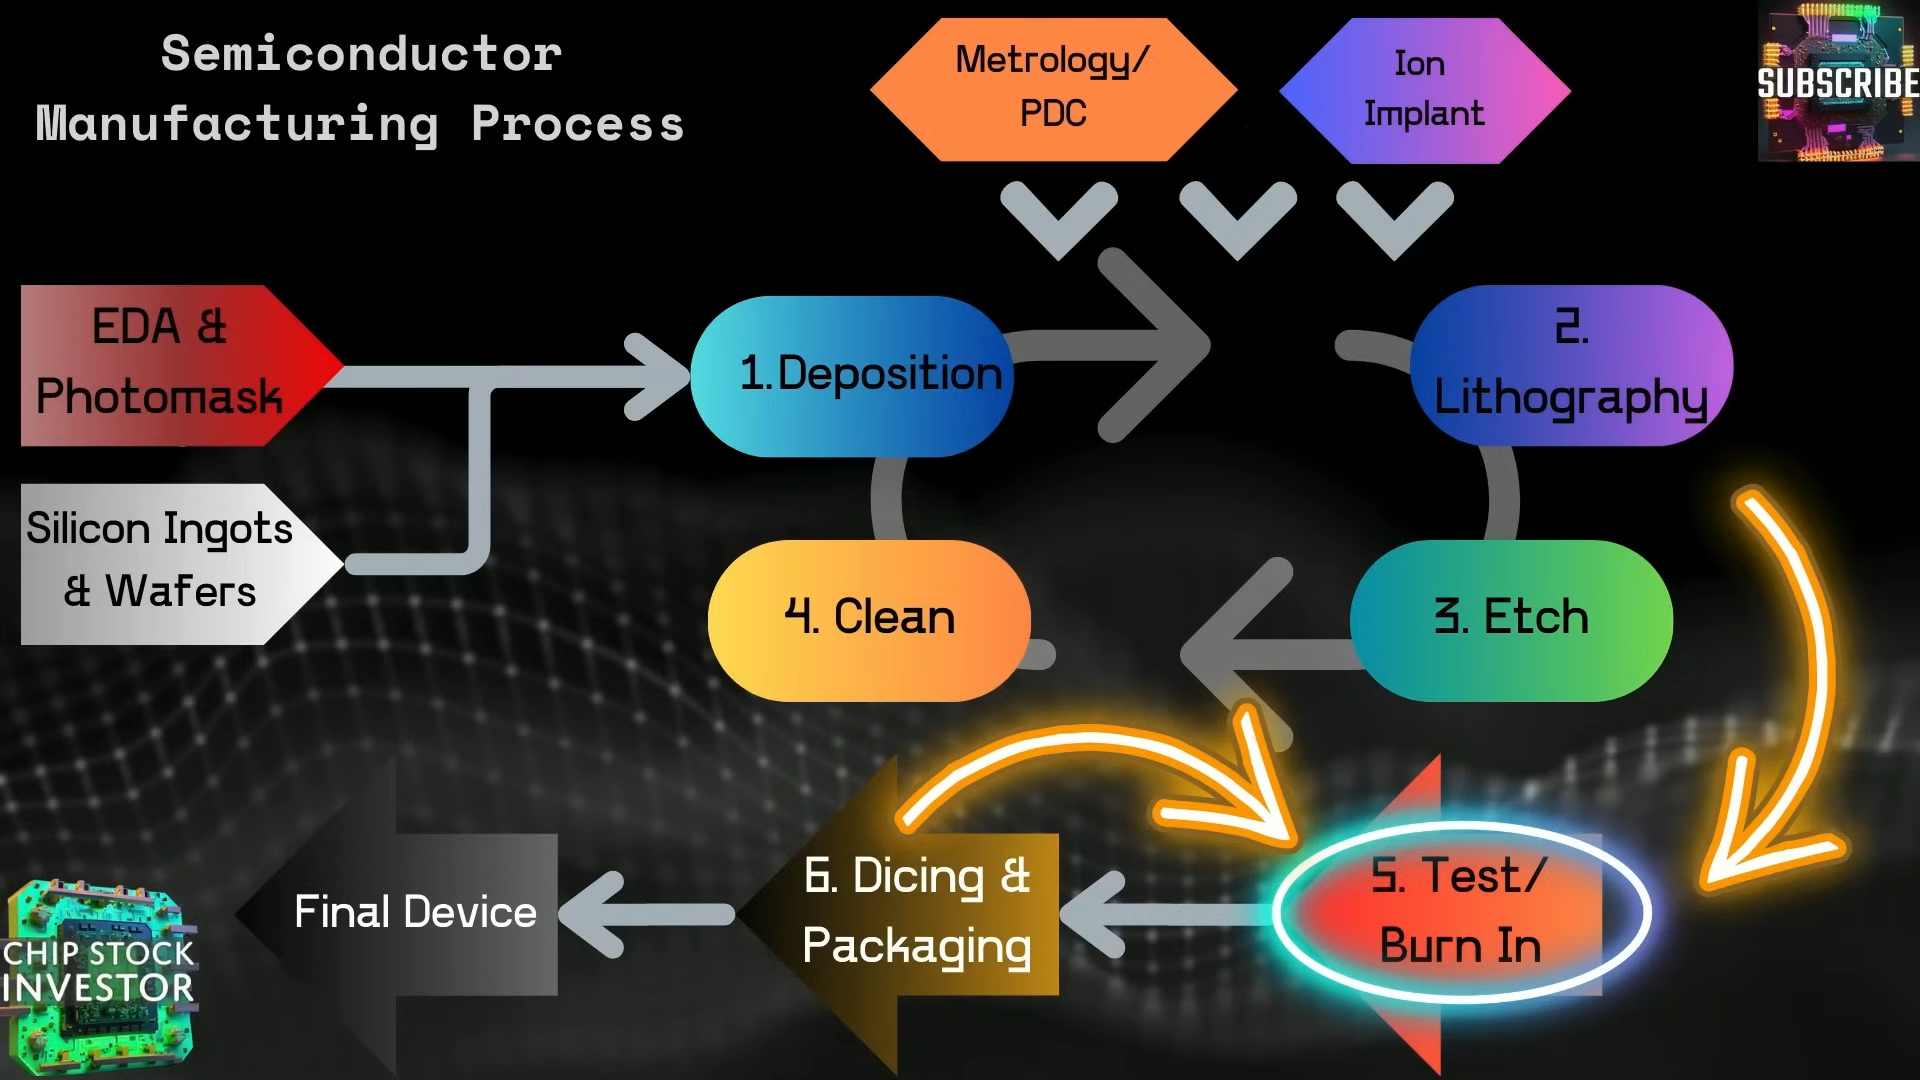 Semiconductor
Manufacturing Process
Metrology/
PDC
Ion
Implant
SUBSCRIBE
EDA &
Photomask
Silicon Ingots
& Wafers
1.Deposition
2.
Lithography
4. Clean
3. Etch
Final Device
6. Dicing &
Packaging
5. Test/
Burn In
CHIP STOCK
INVESTOR